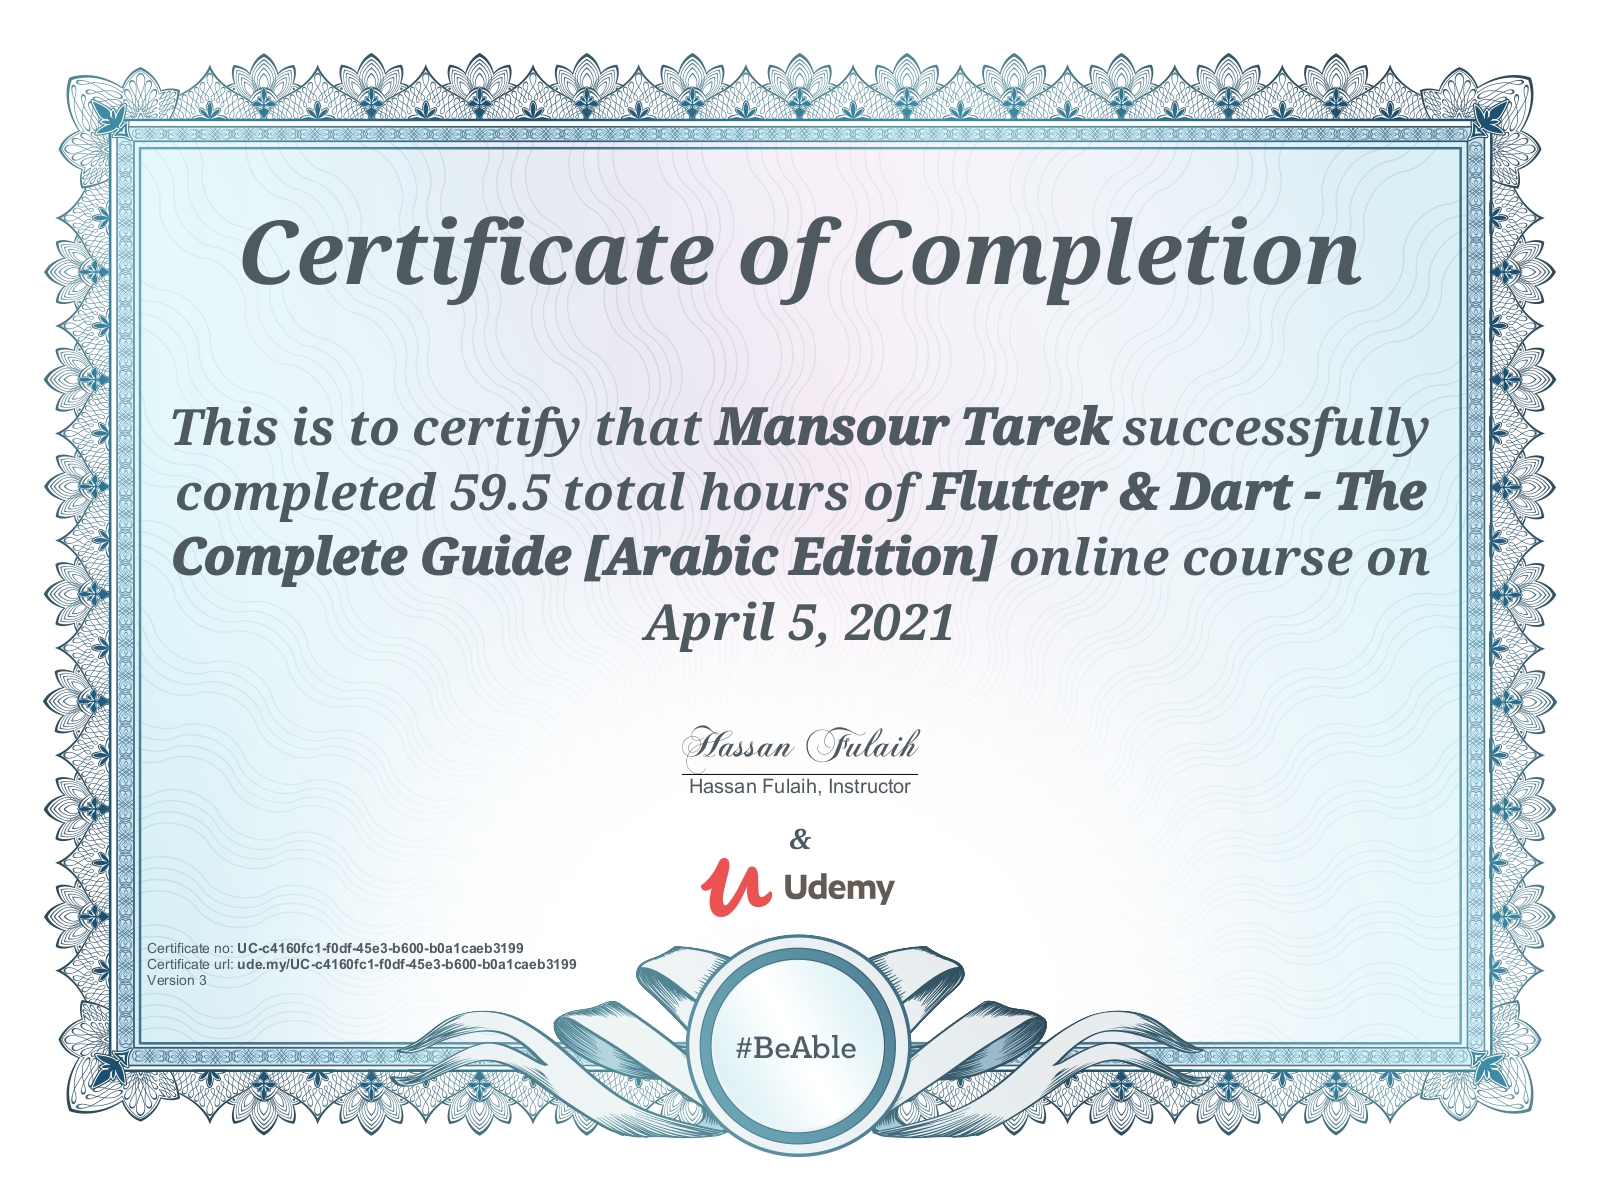 Certificate of Completion
This is to certify that Mansour Tarek successfully
completed 59.5 total hours of Flutter & Dart - The
Complete Guide [Arabic Edition] online course on
April 5, 2021
Hassan Fulaih
Hassan Fulaih, Instructor
&
Udemy
Certificate no: UC-c4160fc1-f0df-45e3-b600-b0a1caeb3199
Certificate url: ude.my/UC-c4160fc1-f0df-45e3-b600-b0a1caeb3199
Version 3
#BeAble